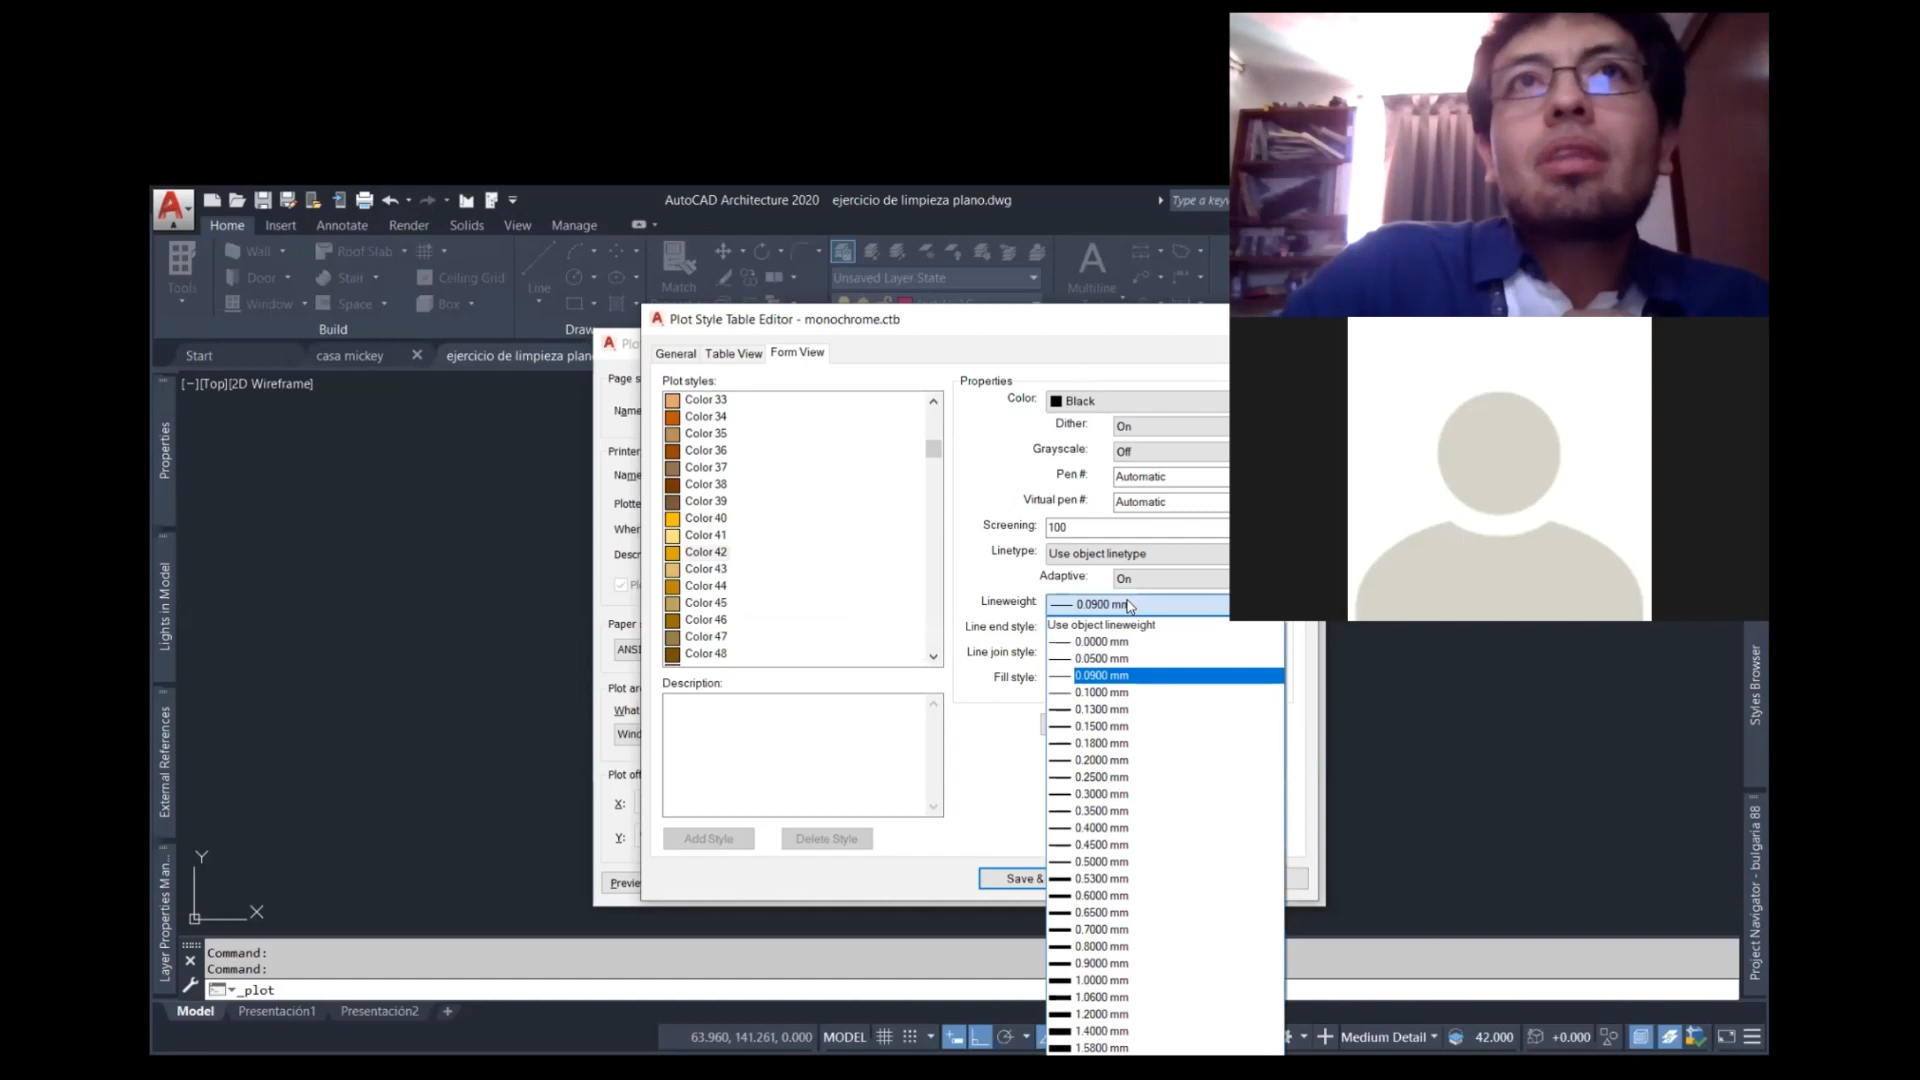 AutoCAD Architecture 2020 ejercicio de limpieza plano.dwg
Type a keyv
Home Insert Annotate Render Solids View Manage
Tools
Wall
Door
Window
Roof Slab
Stair
Space
Ceiling Grid
Box
Build
Line
Draw
Match
Unsaved Layer State
Multiline
Start casa mickey ejercicio de limpieza plan
[−][Top][2D Wireframe]
Properties
Lights in Model
External References
Layer Properties Man...
Plo
Page s
Name
Printer
Name
Plotte
Wher
Descr
Pl
Paper s
ANSI
Plot are
What
Wind
Plot off
X:
Y:
Previe
Plot Style Table Editor - monochrome.ctb
General Table View Form View
Plot styles:
Color 33
Color 34
Color 35
Color 36
Color 37
Color 38
Color 39
Color 40
Color 41
Color 42
Color 43
Color 44
Color 45
Color 46
Color 47
Color 48
Description:
Add Style Delete Style
Properties
Color: Black
Dither: On
Grayscale: Off
Pen #: Automatic
Virtual pen #: Automatic
Screening: 100
Linetype: Use object linetype
Adaptive: On
Lineweight: 0.0900 mm
Line end style:
Line join style:
Fill style:
Use object lineweight
0.0000 mm
0.0500 mm
0.0900 mm
0.1000 mm
0.1300 mm
0.1500 mm
0.1800 mm
0.2000 mm
0.2500 mm
0.3000 mm
0.3500 mm
0.4000 mm
0.4500 mm
0.5000 mm
0.5300 mm
0.6000 mm
0.6500 mm
0.7000 mm
0.8000 mm
0.9000 mm
1.0000 mm
1.0600 mm
1.2000 mm
1.4000 mm
1.5800 mm
Save &
Styles Browser
Project Navigator - bulgaria 88
Y
X
Command:
Command:
_plot
Model Presentación1 Presentación2 +
63.960, 141.261, 0.000 MODEL
Medium Detail 42.000 +0.000